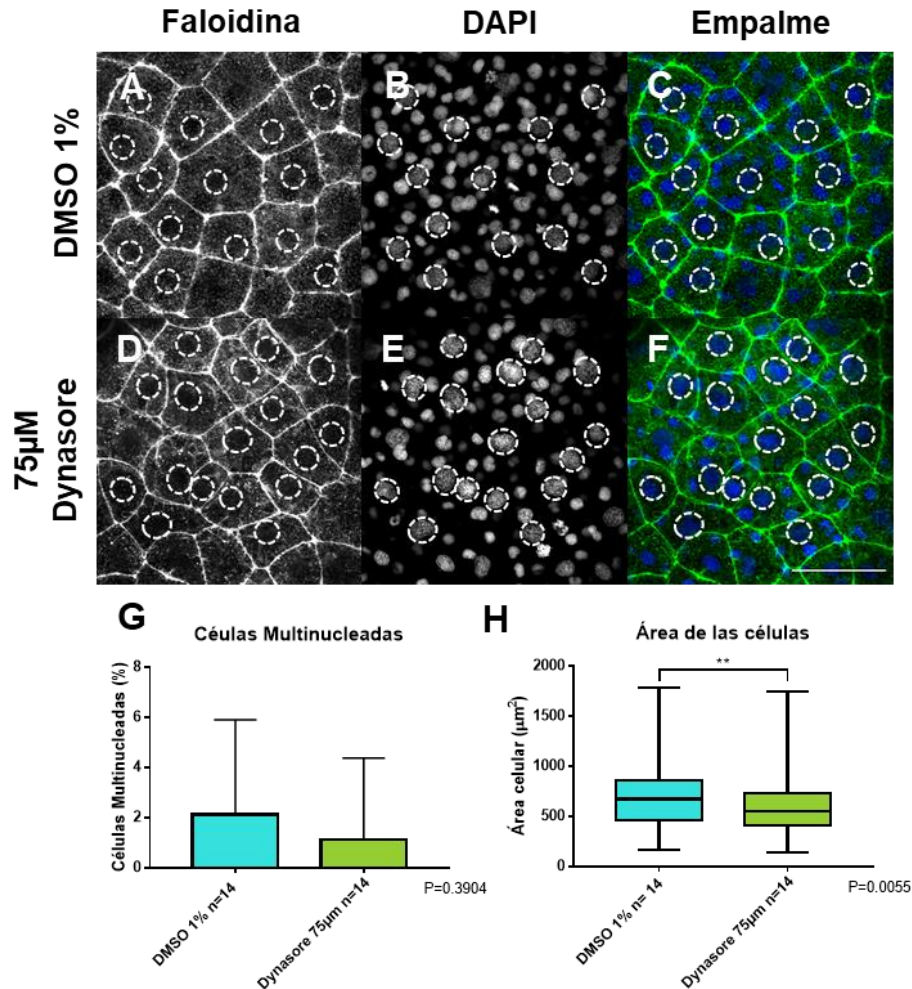 Faloidina DAPI Empalme
DMSO 1%
A B C
75µM
Dynasore
D E F
G
Céulas Multinucleadas
Células Multinucleadas (%)
8
6
4
2
0
DMSO 1% n=14
Dynasore 75µm n=14
P=0.3904
H
Área de las células
**
Área celular (µm²)
2000
1500
1000
500
0
DMSO 1% n= 14
Dynasore 75µm n=14
P=0.0055